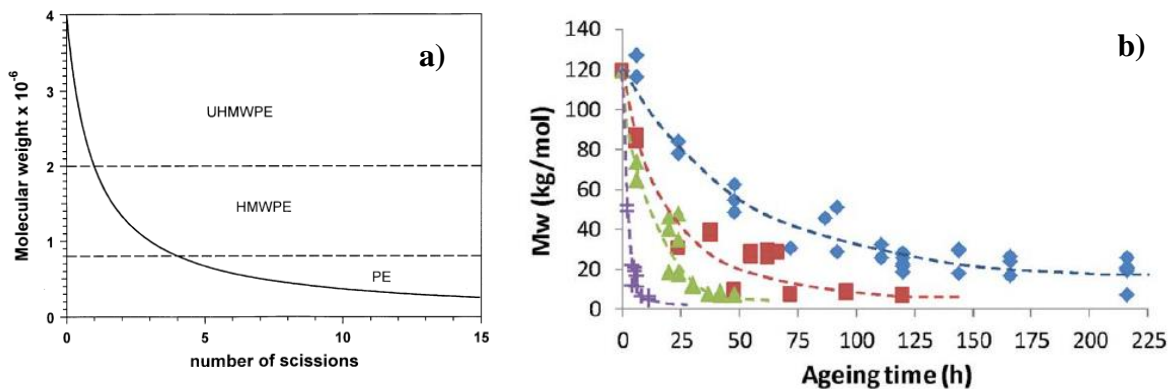 a)
Molecular weight x 10⁻⁶
4
3
2
1
0
UHMWPE
HMWPE
PE
0 5 10 15
number of scissions
b)
Mw (kg/mol)
140
120
100
80
60
40
20
0
0 25 50 75 100 125 150 175 200 225
Ageing time (h)